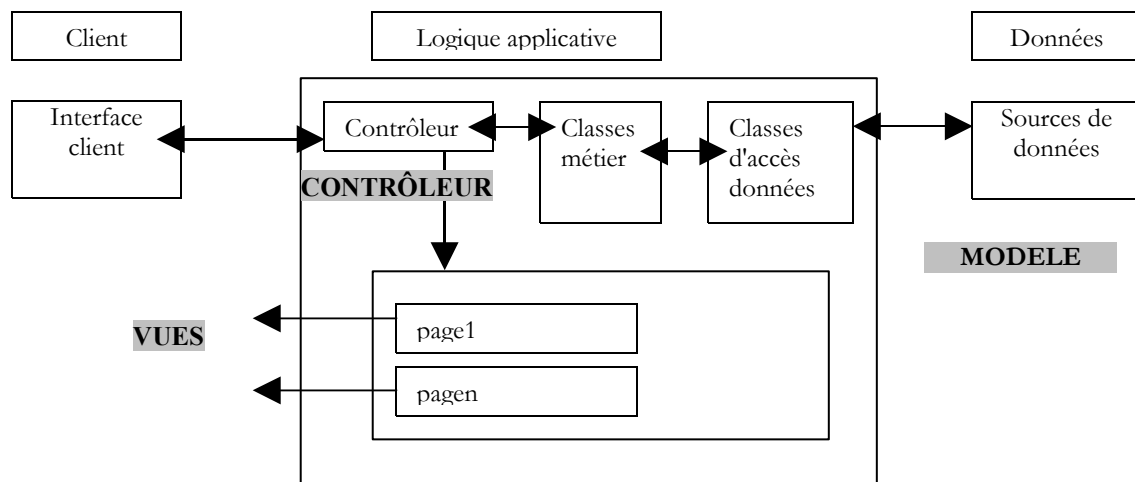 Client
Logique applicative
Données
Interface
client
Contrôleur
Classes
métier
Classes
d'accès
données
Sources de
données
CONTRÔLEUR
MODELE
VUES
page1
pagen